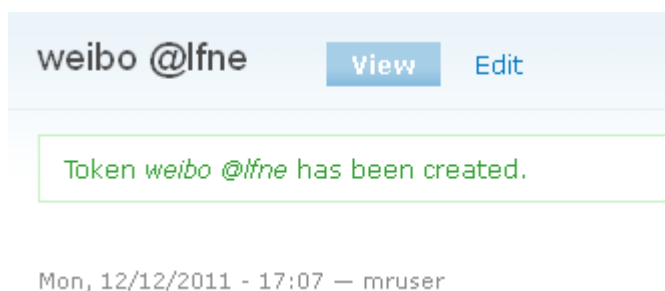 weibo @lfne
View Edit
Token weibo @lfne has been created.
Mon, 12/12/2011 - 17:07 — mruser